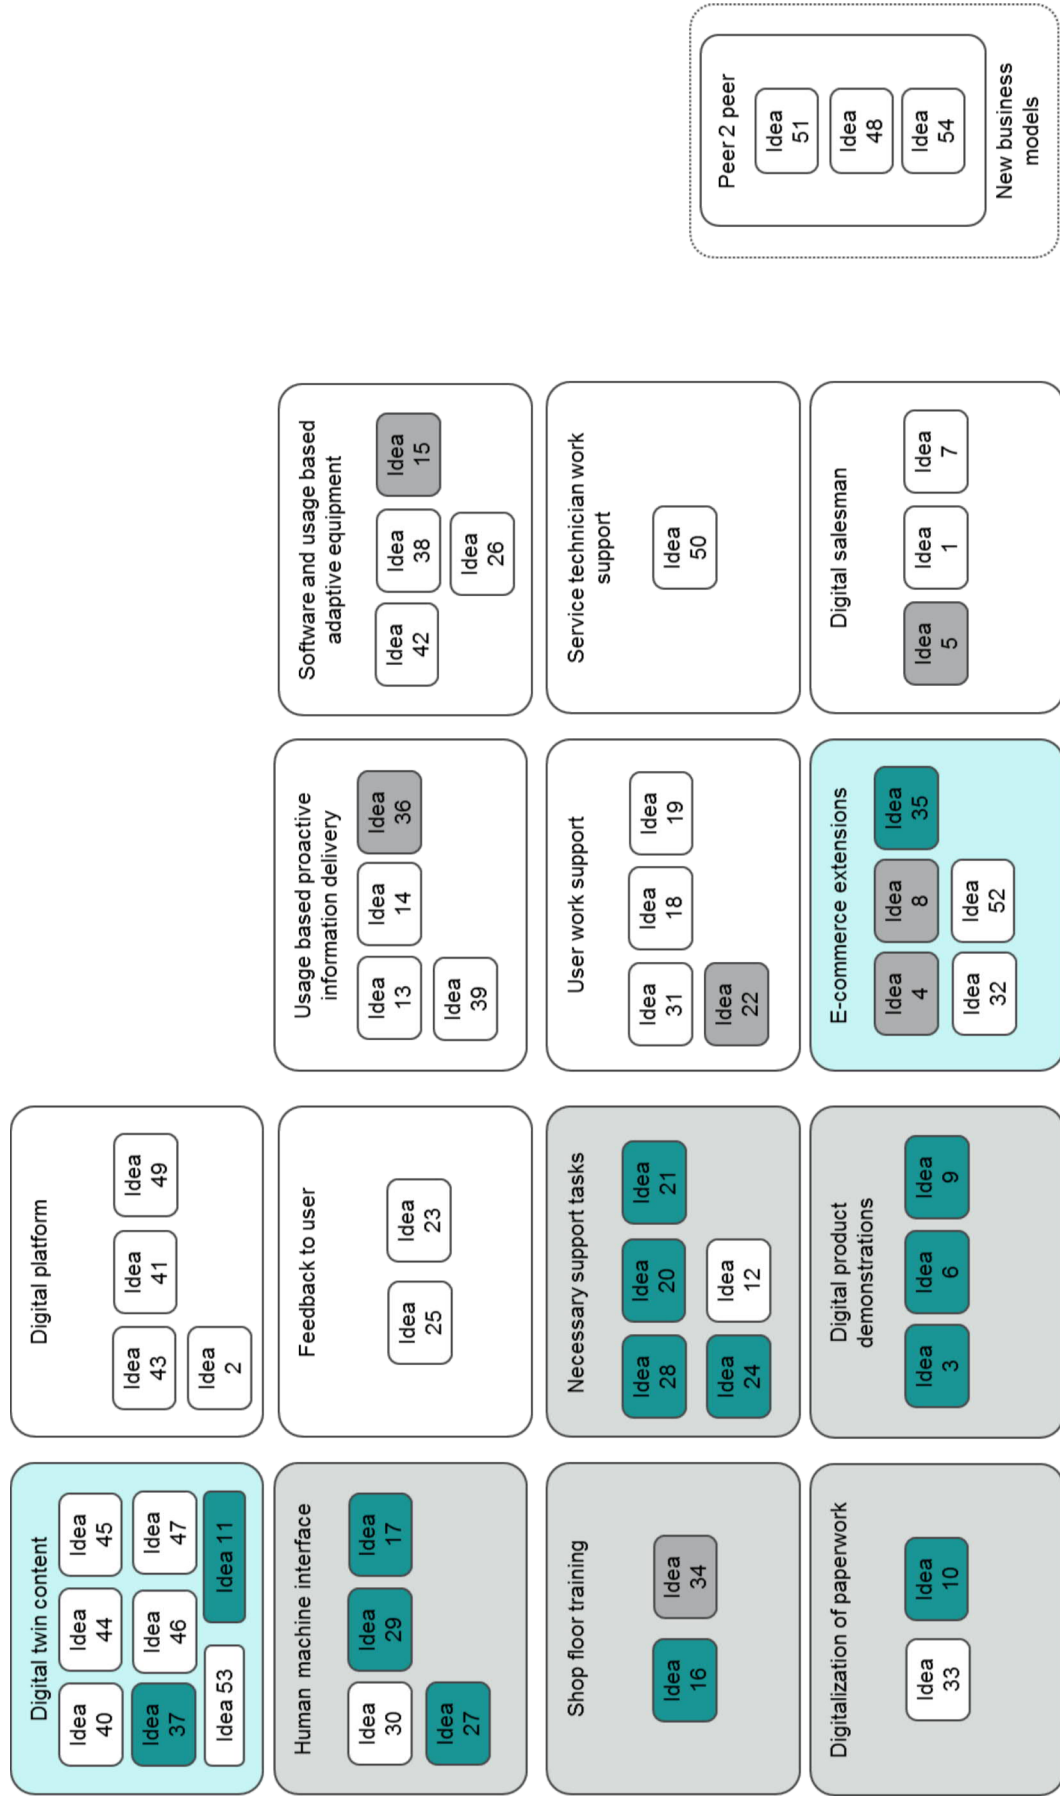 Digital twin content
Idea
40
Idea
44
Idea
45
Idea
37
Idea
46
Idea
47
Idea 53
Idea 11
Digital platform
Idea
43
Idea
41
Idea
49
Idea
2
Human machine interface
Idea
30
Idea
29
Idea
17
Idea
27
Feedback to user
Idea
25
Idea
23
Usage based proactive
information delivery
Idea
13
Idea
14
Idea
36
Idea
39
Software and usage based
adaptive equipment
Idea
42
Idea
38
Idea
15
Idea
26
Shop floor training
Idea
16
Idea
34
Necessary support tasks
Idea
28
Idea
20
Idea
21
Idea
24
Idea
12
User work support
Idea
31
Idea
18
Idea
19
Idea
22
Service technician work
support
Idea
50
Digitalization of paperwork
Idea
33
Idea
10
Digital product
demonstrations
Idea
3
Idea
6
Idea
9
E-commerce extensions
Idea
4
Idea
8
Idea
35
Idea
32
Idea
52
Digital salesman
Idea
5
Idea
1
Idea
7
Peer 2 peer
Idea
51
Idea
48
Idea
54
New business
models